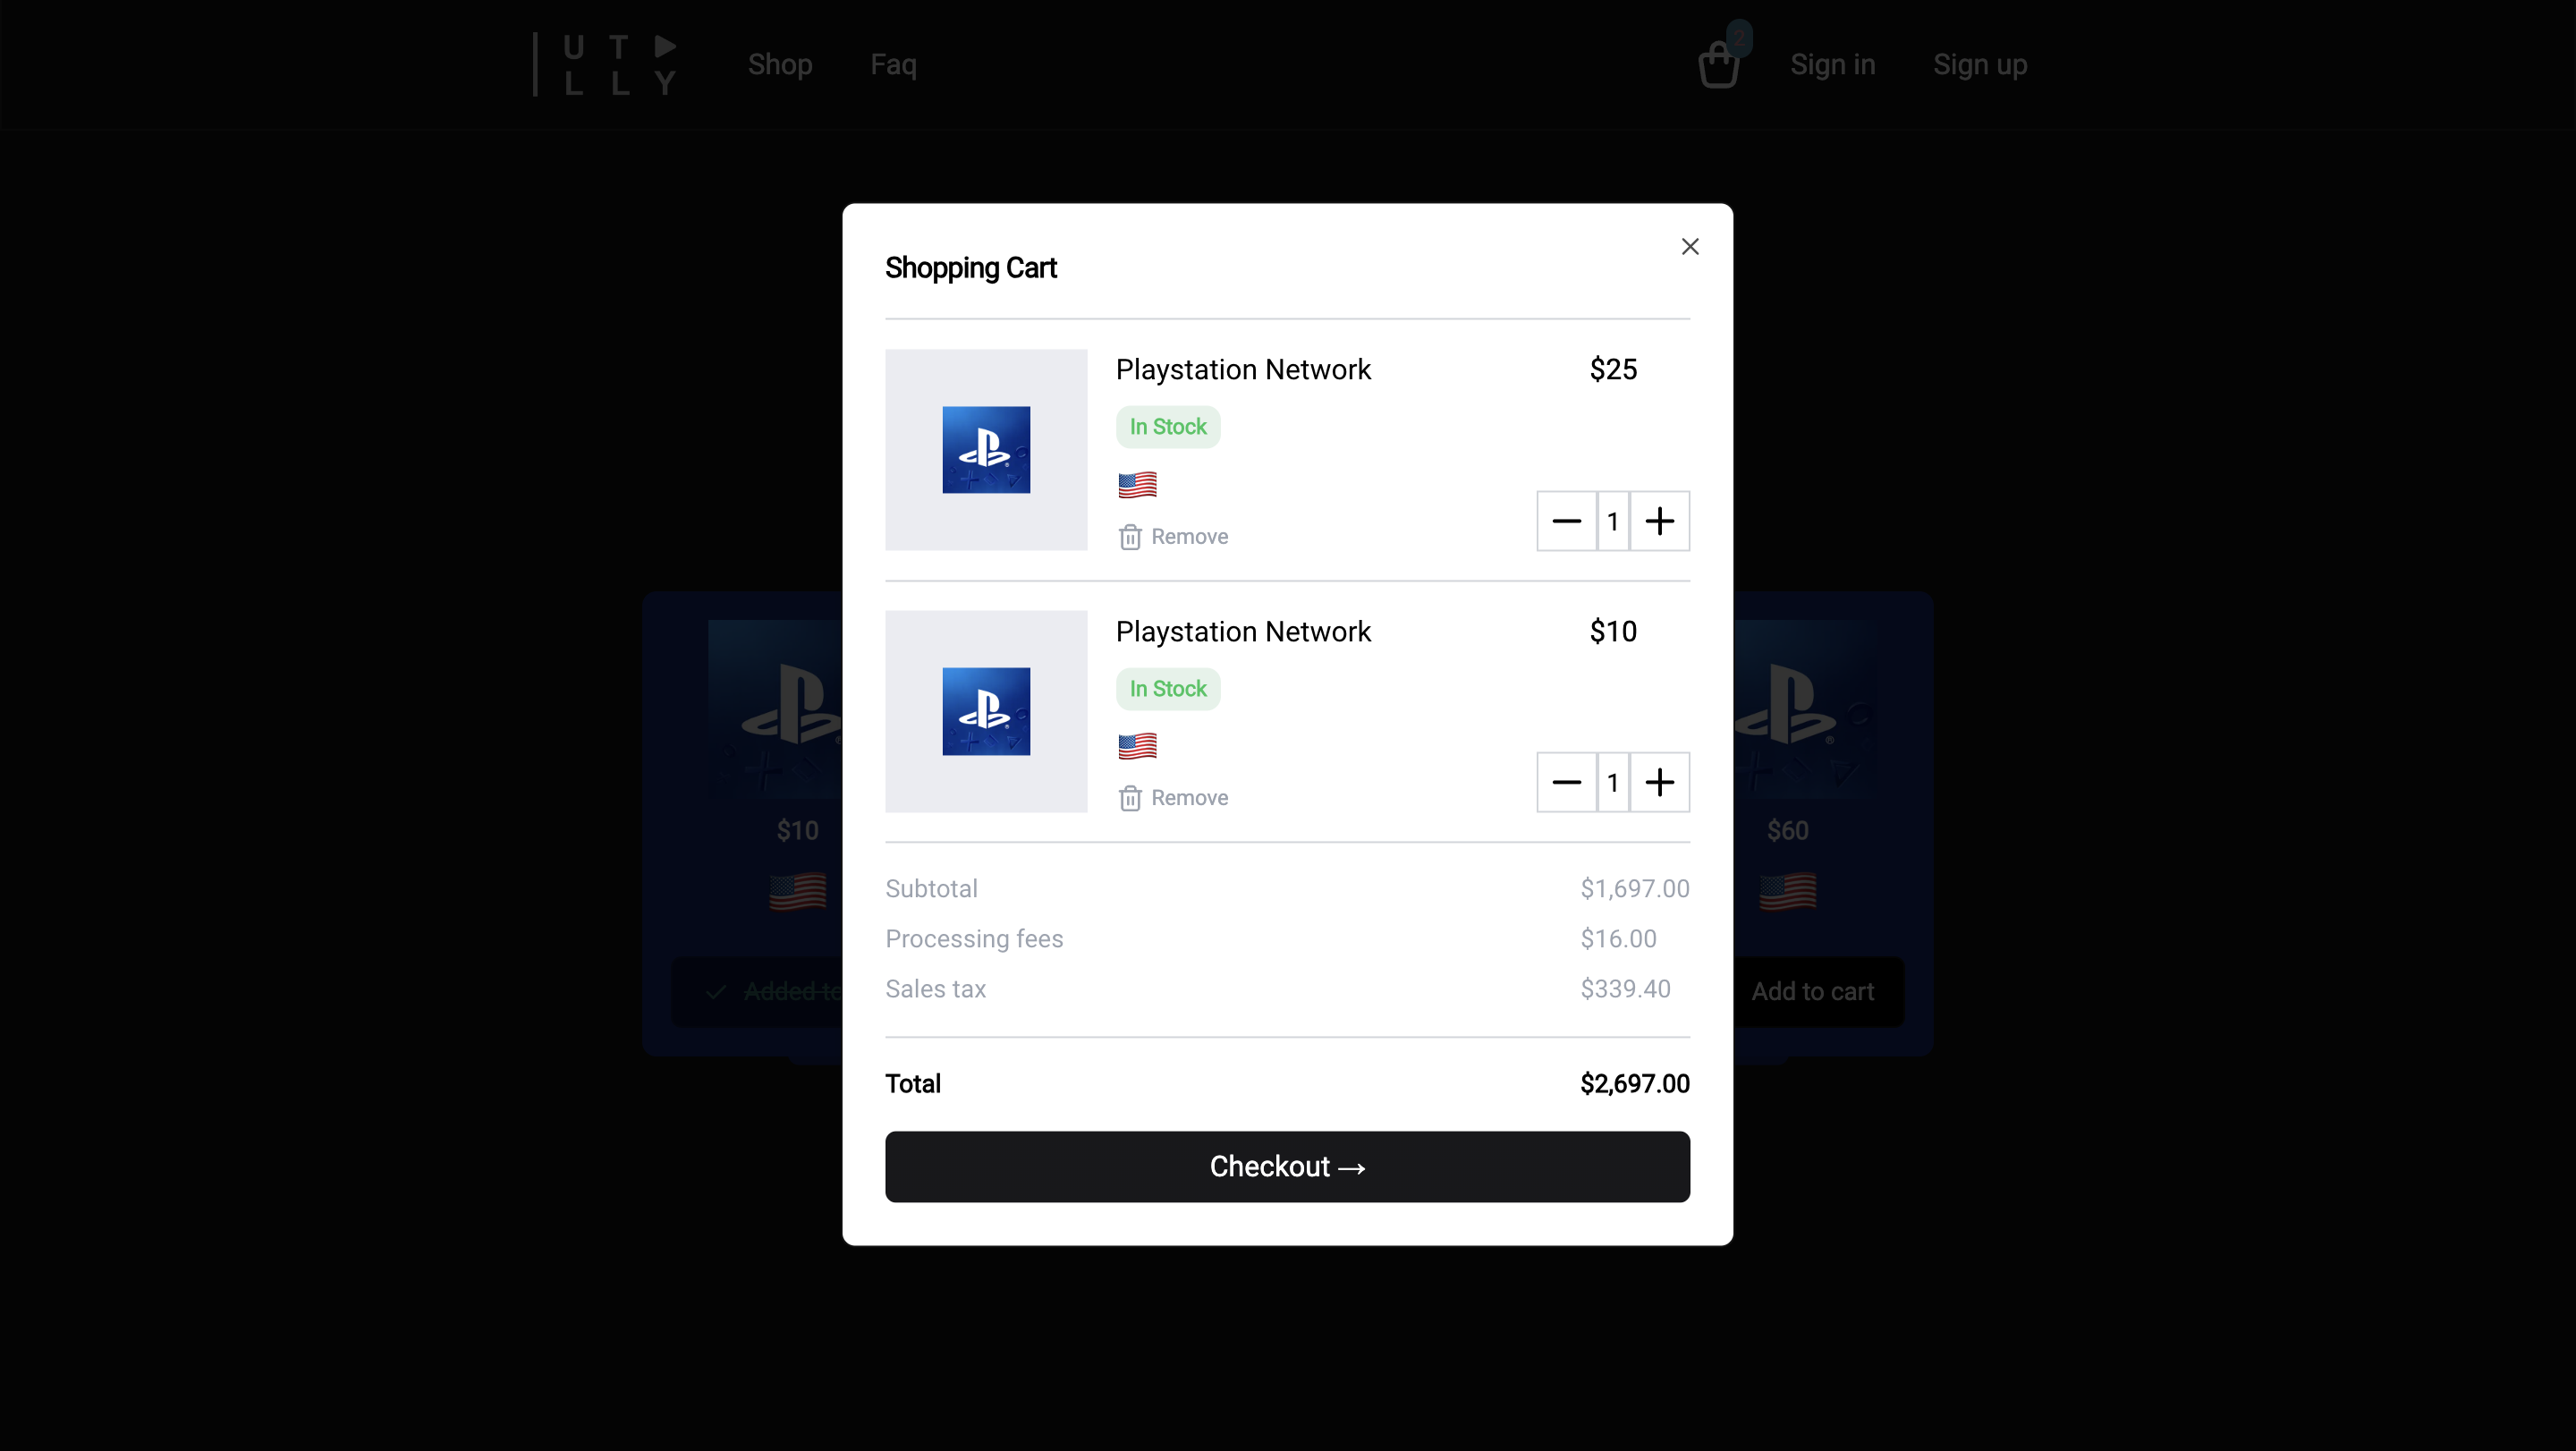 U T
L L Y
Shop
Faq
2
Sign in
Sign up
Shopping Cart
Playstation Network
$25
In Stock
Remove
1
Playstation Network
$10
In Stock
Remove
1
Subtotal
$1,697.00
Processing fees
$16.00
Sales tax
$339.40
Total
$2,697.00
Checkout →
$10
Added to
$60
Add to cart